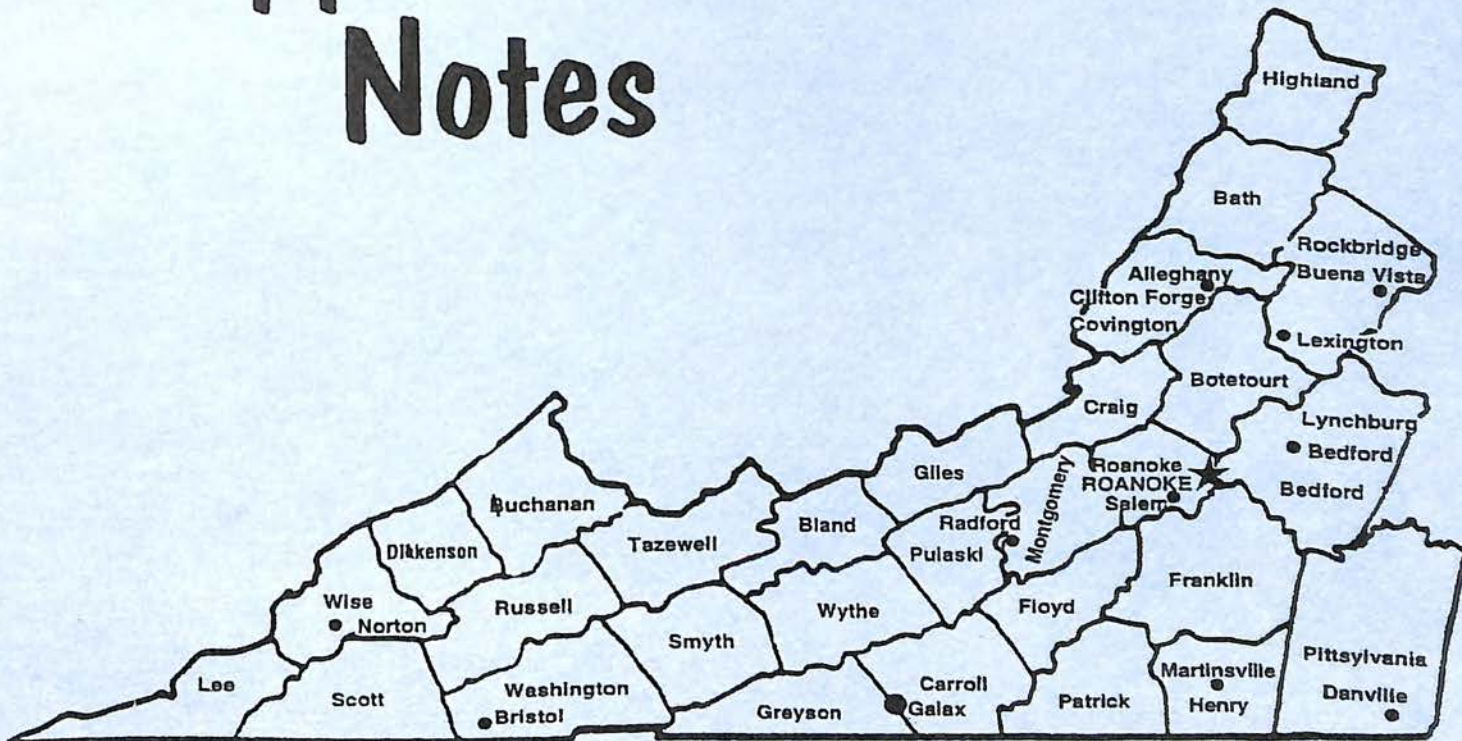 Notes
Highland
Bath
Rockbridge
Alleghany
Buena Vista
Clifton Forge
Covington
Lexington
Botetourt
Craig
Lynchburg
Bedford
Giles
Roanoke
ROANOKE
Bedford
Salem
Montgomery
Buchanan
Bland
Radford
Tazewell
Dickenson
Pulaski
Franklin
Wise
Russell
Wythe
Floyd
Norton
Smyth
Pittsylvania
Martinsville
Lee
Washington
Carroll
Scott
Danville
Patrick
Henry
Greyson
Galax
Bristol